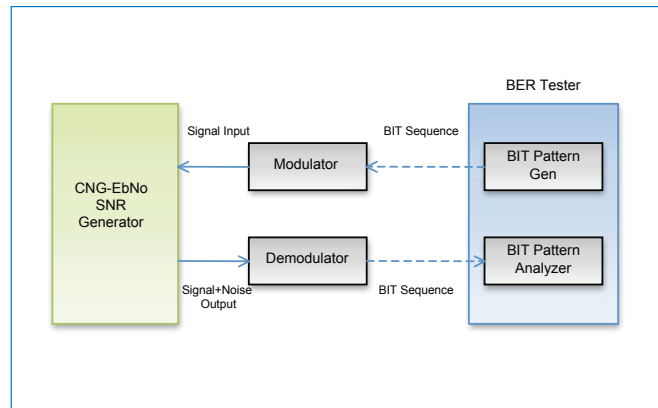 BER Tester
Signal Input
BIT Sequence
CNG-EbNo
SNR
Generator
Modulator
BIT Pattern
Gen
Demodulator
BIT Pattern
Analyzer
Signal+Noise
Output
BIT Sequence